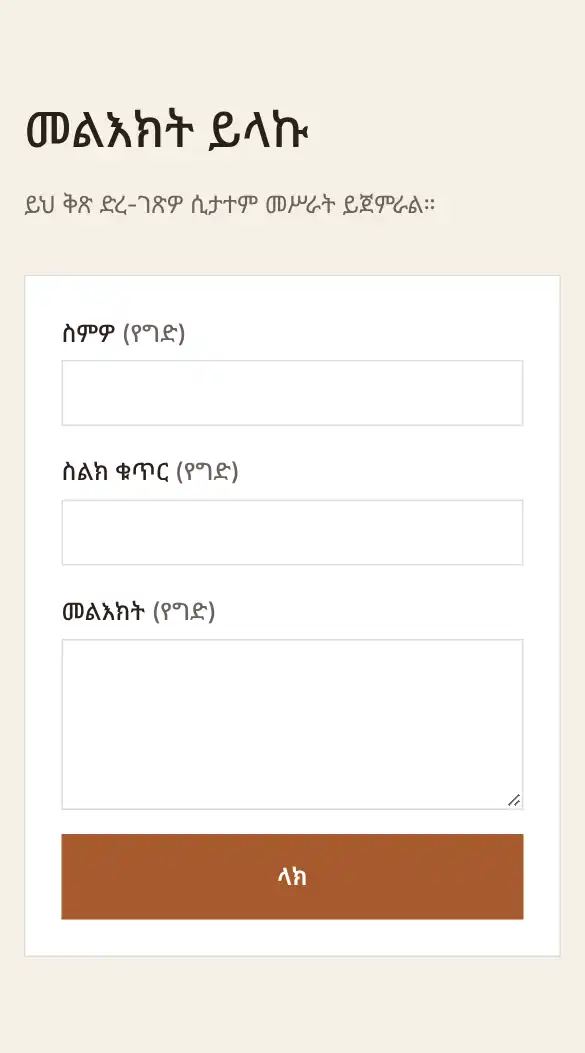 መልእክት ይላኩ
ይህ ቅጽ ድረ-ገጽዎ ሲታተም መሥራት ይጀምራል።
ስምዎ (የግድ)
ስልክ ቁጥር (የግድ)
መልእክት (የግድ)
ላክ